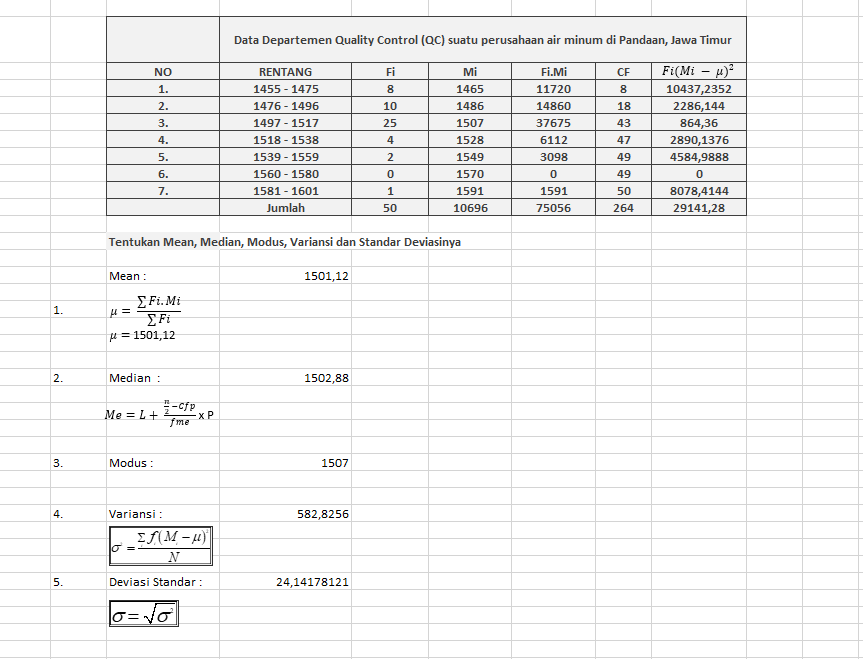 Data Departemen Quality Control (QC) suatu perusahaan air minum di Pandaan, Jawa Timur
NO RENTANG Fi Mi Fi.Mi CF Fi(Mi − μ)²
1. 1455 - 1475 8 1465 11720 8 10437,2352
2. 1476 - 1496 10 1486 14860 18 2286,144
3. 1497 - 1517 25 1507 37675 43 864,36
4. 1518 - 1538 4 1528 6112 47 2890,1376
5. 1539 - 1559 2 1549 3098 49 4584,9888
6. 1560 - 1580 0 1570 0 49 0
7. 1581 - 1601 1 1591 1591 50 8078,4144
Jumlah 50 10696 75056 264 29141,28
Tentukan Mean, Median, Modus, Variansi dan Standar Deviasinya
Mean : 1501,12
1. μ = ∑Fi.Mi / ∑Fi
μ = 1501,12
2. Median : 1502,88
Me = L + (n/2 − Cfp) / fme x P
3. Modus : 1507
4. Variansi : 582,8256
σ² = Σ f(M − μ)² / N
5. Deviasi Standar : 24,14178121
σ = √σ²